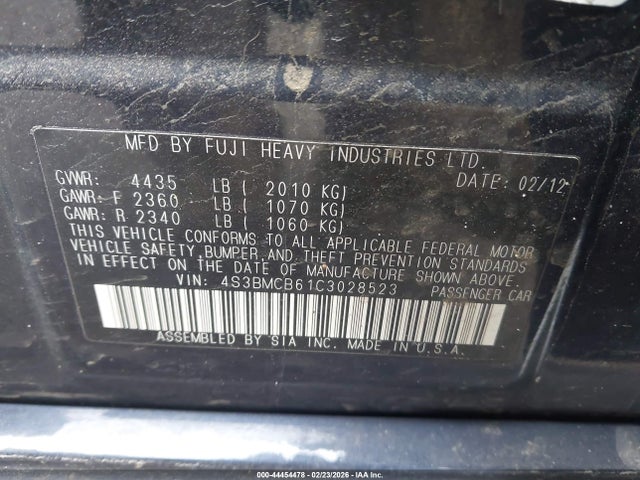 MFD BY FUJI HEAVY INDUSTRIES LTD.
GVWR: 4435 LB ( 2010 KG) DATE: 02/12
GAWR: F 2360 LB ( 1070 KG)
GAWR: R 2340 LB ( 1060 KG)
THIS VEHICLE CONFORMS TO ALL APPLICABLE FEDERAL MOTOR
VEHICLE SAFETY, BUMPER AND THEFT PREVENTION STANDARDS
IN EFFECT ON THE DATE OF MANUFACTURE SHOWN ABOVE.
VIN: 4S3BMCB61C3028523 PASSENGER CAR
ASSEMBLED BY SIA INC. MADE IN U.S.A.
000-44454478 - 02/23/2026 - IAA Inc.